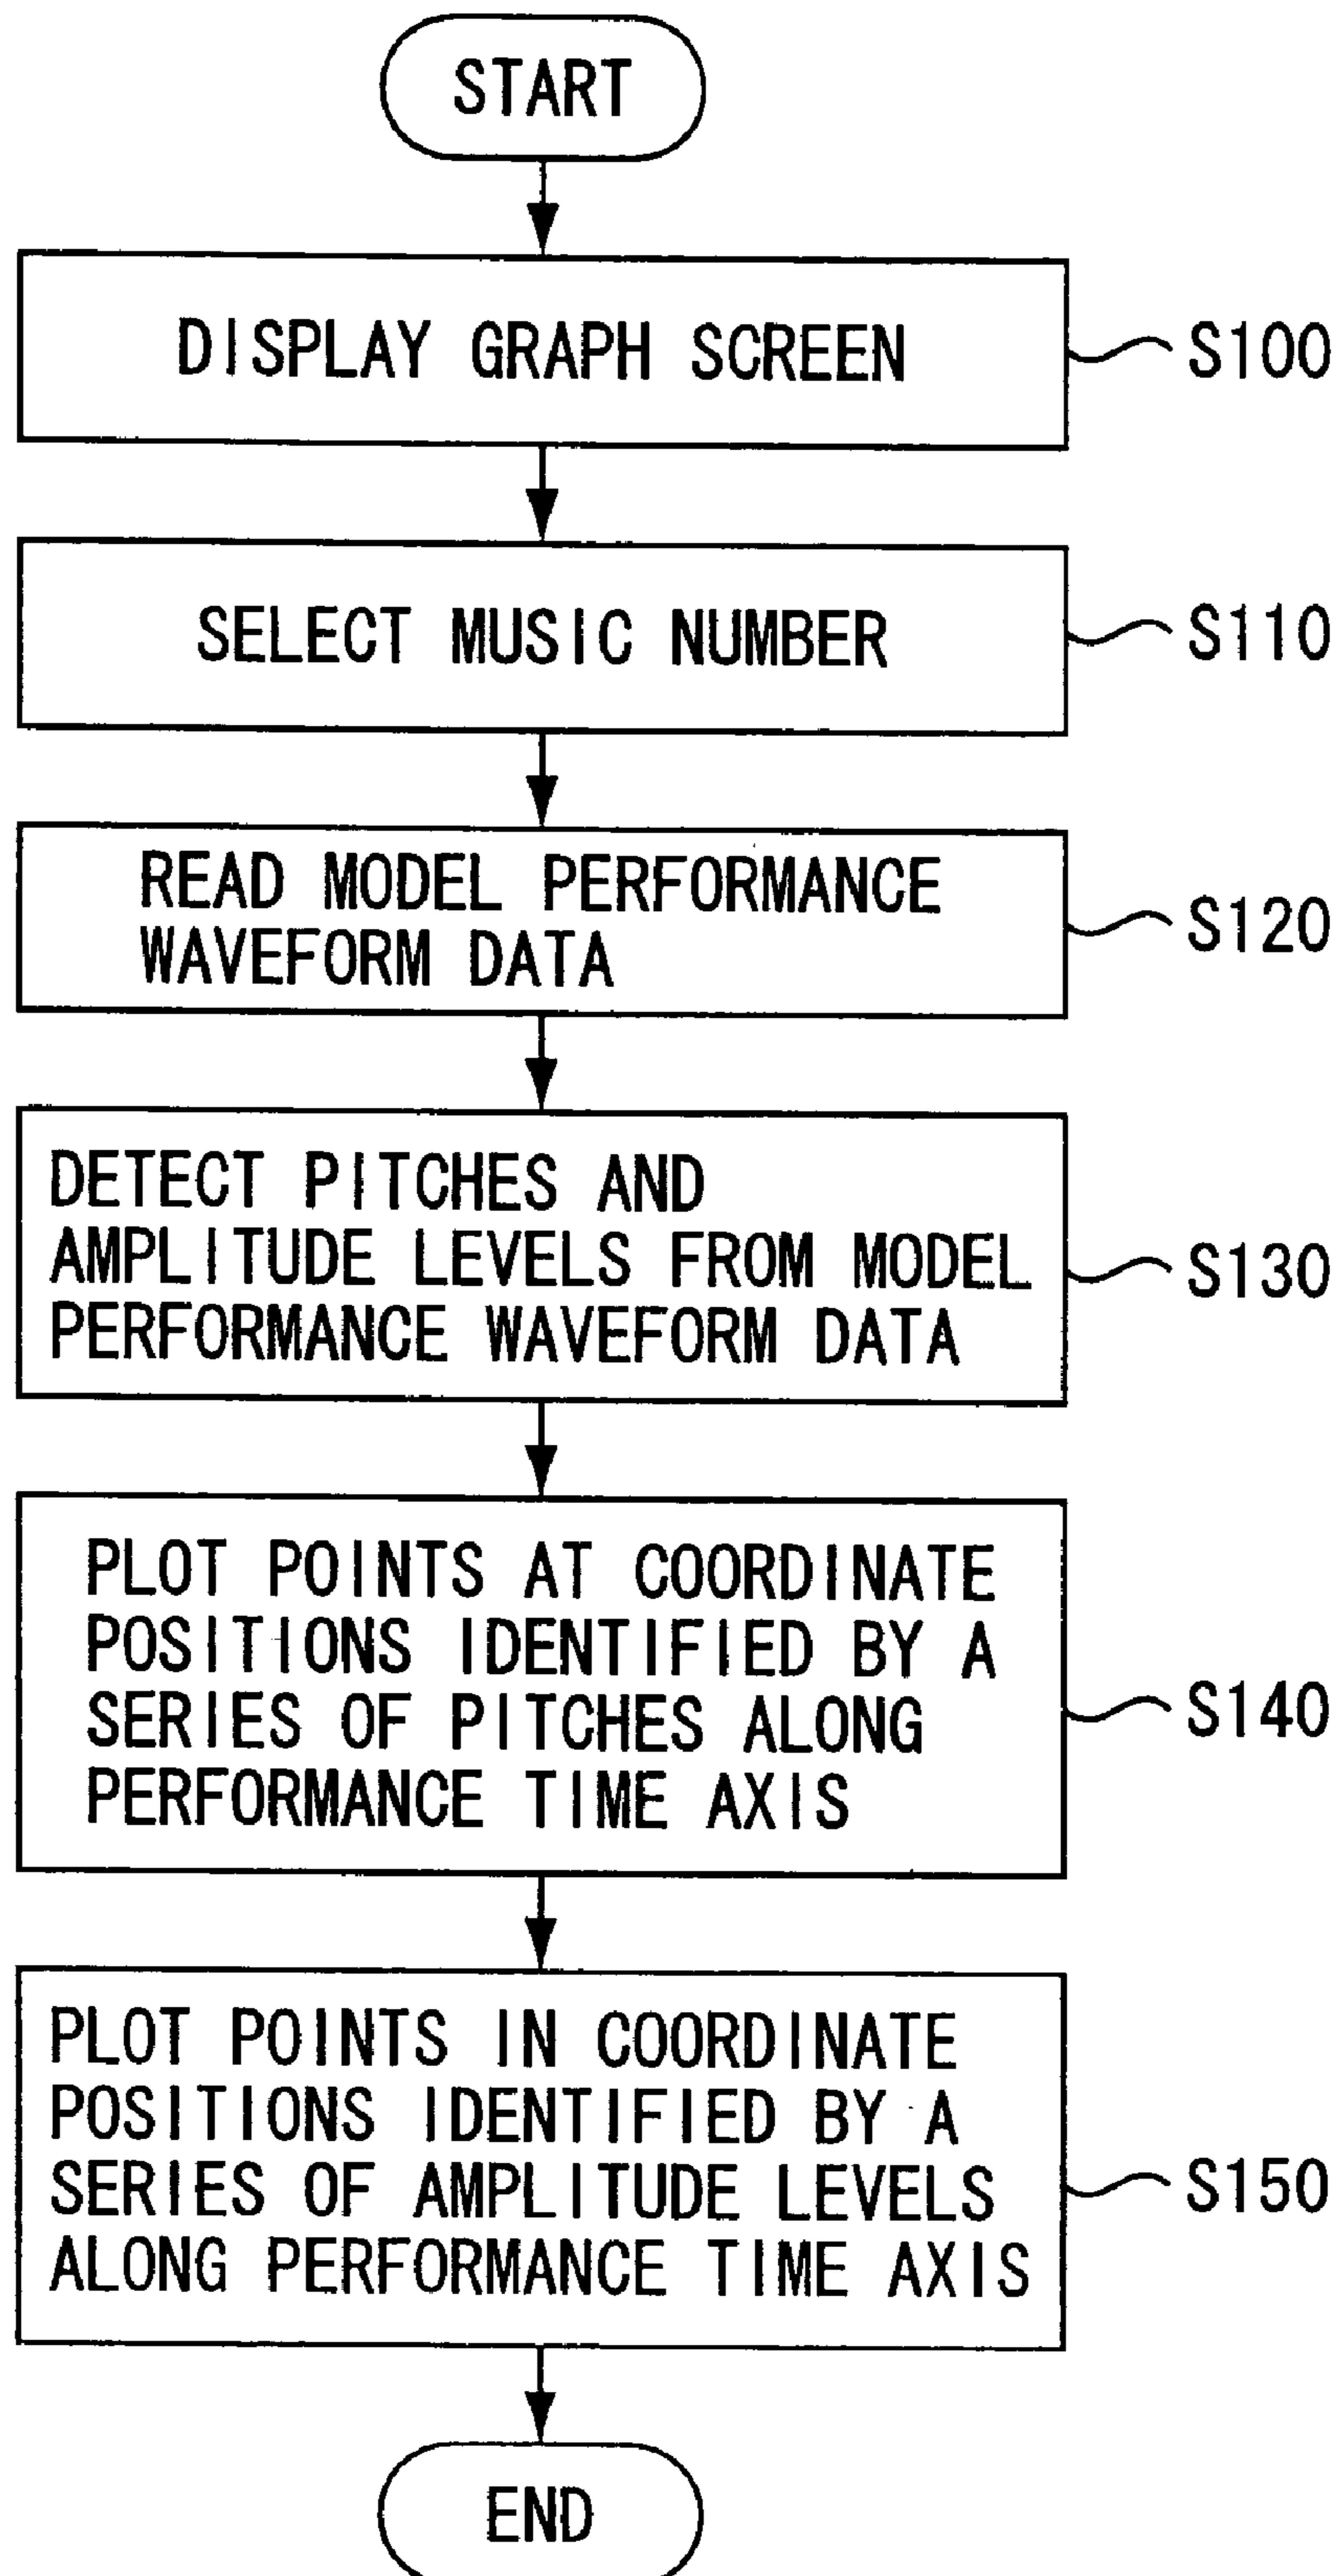 START
DISPLAY GRAPH SCREEN
S100
SELECT MUSIC NUMBER
S110
READ MODEL PERFORMANCE
WAVEFORM DATA
S120
DETECT PITCHES AND
AMPLITUDE LEVELS FROM MODEL
PERFORMANCE WAVEFORM DATA
S130
PLOT POINTS AT COORDINATE
POSITIONS IDENTIFIED BY A
SERIES OF PITCHES ALONG
PERFORMANCE TIME AXIS
S140
PLOT POINTS IN COORDINATE
POSITIONS IDENTIFIED BY A
SERIES OF AMPLITUDE LEVELS
ALONG PERFORMANCE TIME AXIS
S150
END